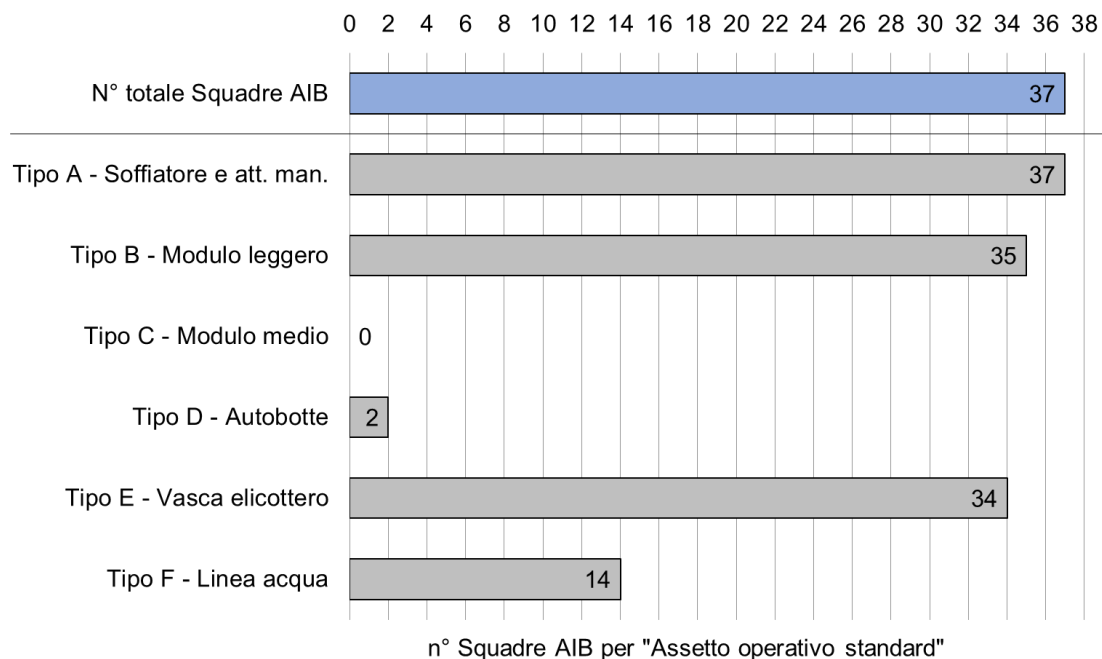 0 2 4 6 8 10 12 14 16 18 20 22 24 26 28 30 32 34 36 38
N° totale Squadre AIB 37
Tipo A - Soffiatore e att. man. 37
Tipo B - Modulo leggero 35
Tipo C - Modulo medio 0
Tipo D - Autobotte 2
Tipo E - Vasca elicottero 34
Tipo F - Linea acqua 14
n° Squadre AIB per "Assetto operativo standard"